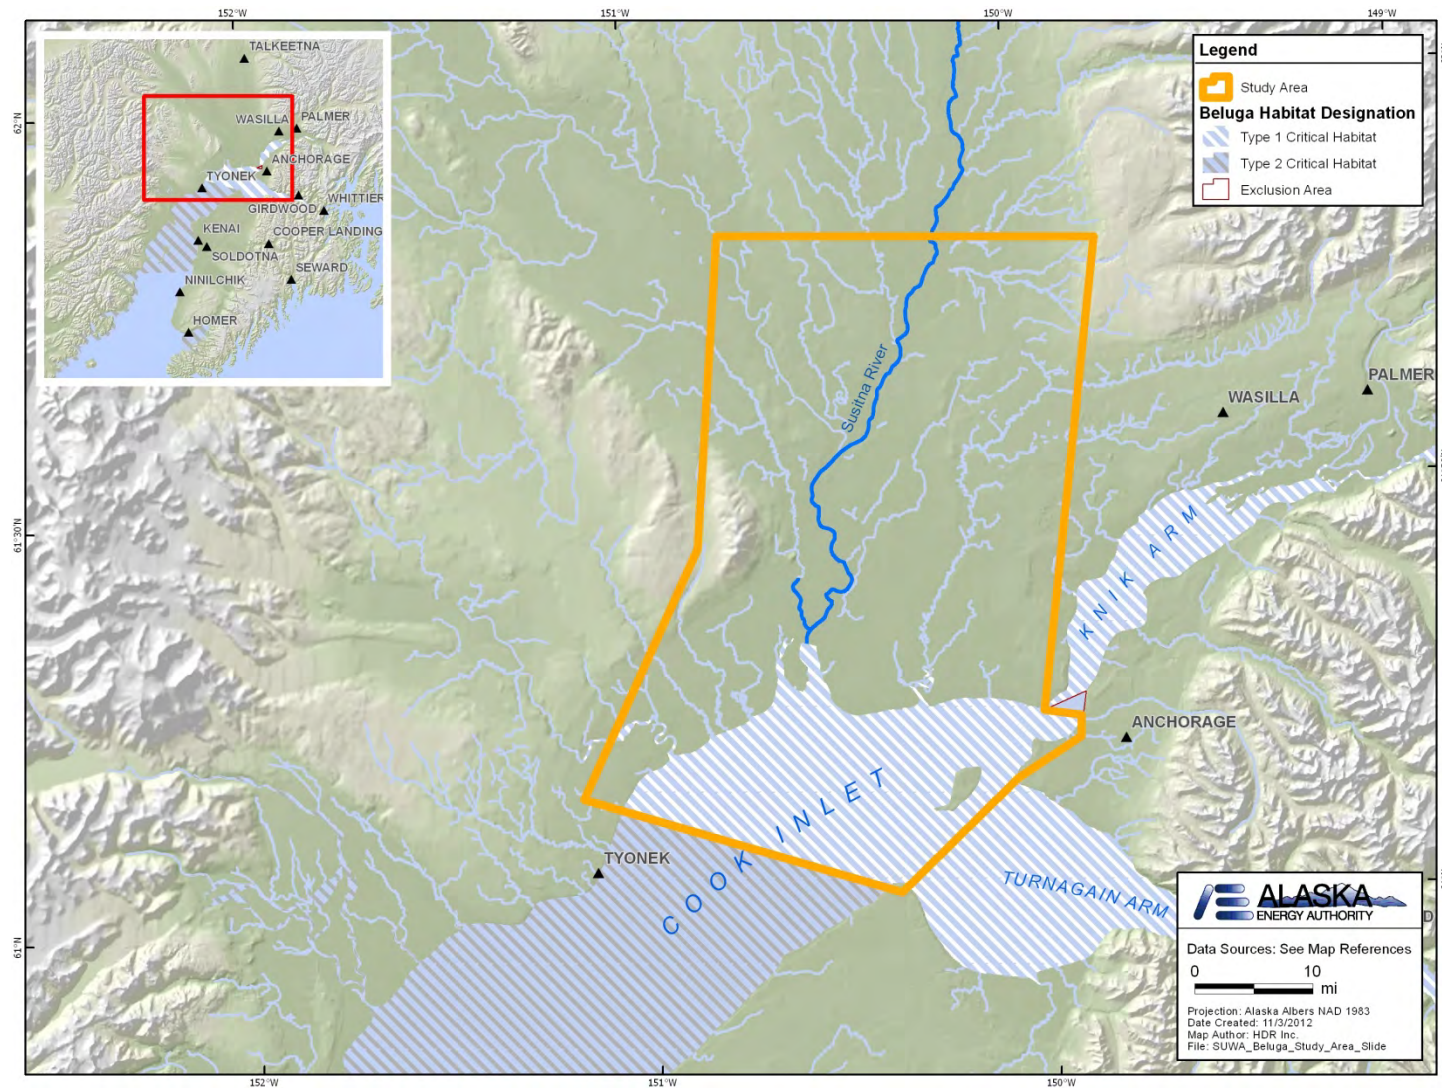 152°W
151°W
150°W
149°W
TALKEETNA
WASILLA
PALMER
ANCHORAGE
TYONEK
GIRDWOOD
WHITTIER
KENAI
COOPER LANDING
SOLDOTNA
SEWARD
NINILCHIK
HOMER
Legend
Study Area
Beluga Habitat Designation
Type 1 Critical Habitat
Type 2 Critical Habitat
Exclusion Area
62°N
Susitna River
PALMER
WASILLA
61°30'N
KNIK ARM
ANCHORAGE
COOK INLET
TYONEK
TURNAGAIN ARM
61°N
ALASKA
ENERGY AUTHORITY
Data Sources: See Map References
0 10
mi
Projection: Alaska Albers NAD 1983
Date Created: 11/3/2012
Map Author: HDR Inc.
File: SUWA_Beluga_Study_Area_Slide
152°W
151°W
150°W